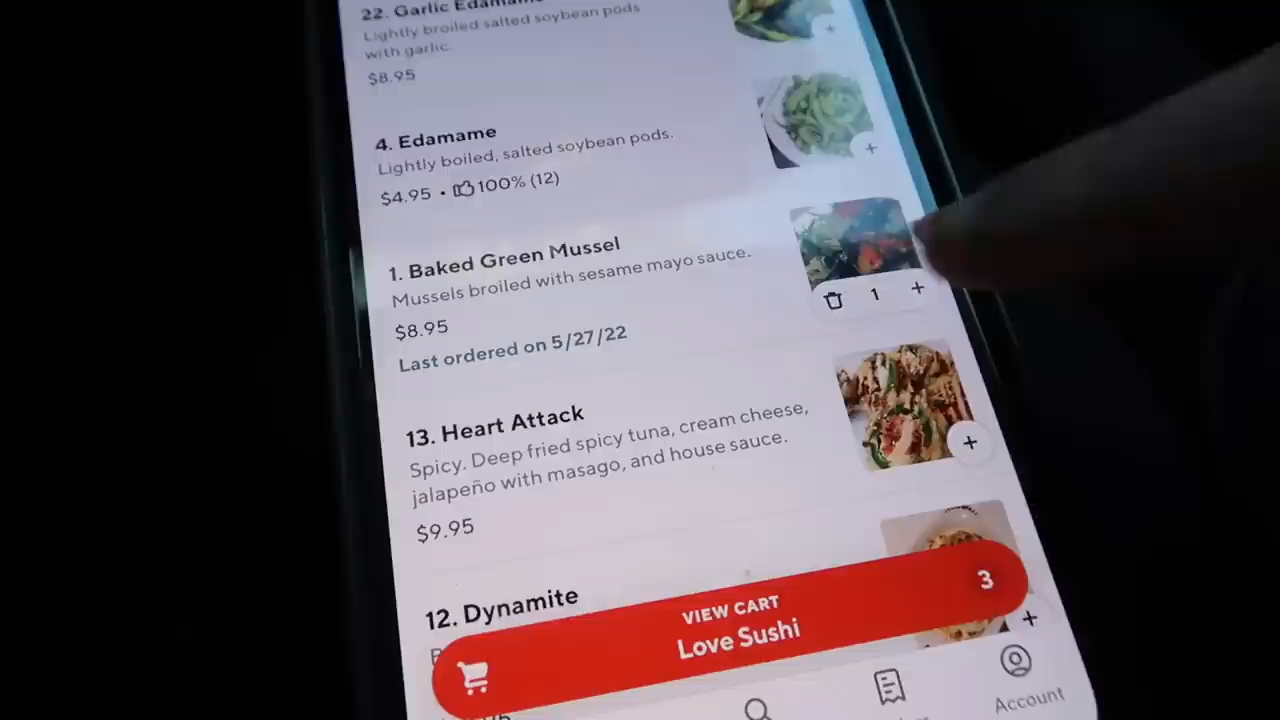 22. Garlic Edamame
Lightly broiled salted soybean pods
with garlic.
$8.95
4. Edamame
Lightly boiled, salted soybean pods.
$4.95 • 100% (12)
1. Baked Green Mussel
Mussels broiled with sesame mayo sauce.
$8.95
Last ordered on 5/27/22
1
13. Heart Attack
Spicy. Deep fried spicy tuna, cream cheese,
jalapeño with masago, and house sauce.
$9.95
12. Dynamite
VIEW CART
Love Sushi
3
Account